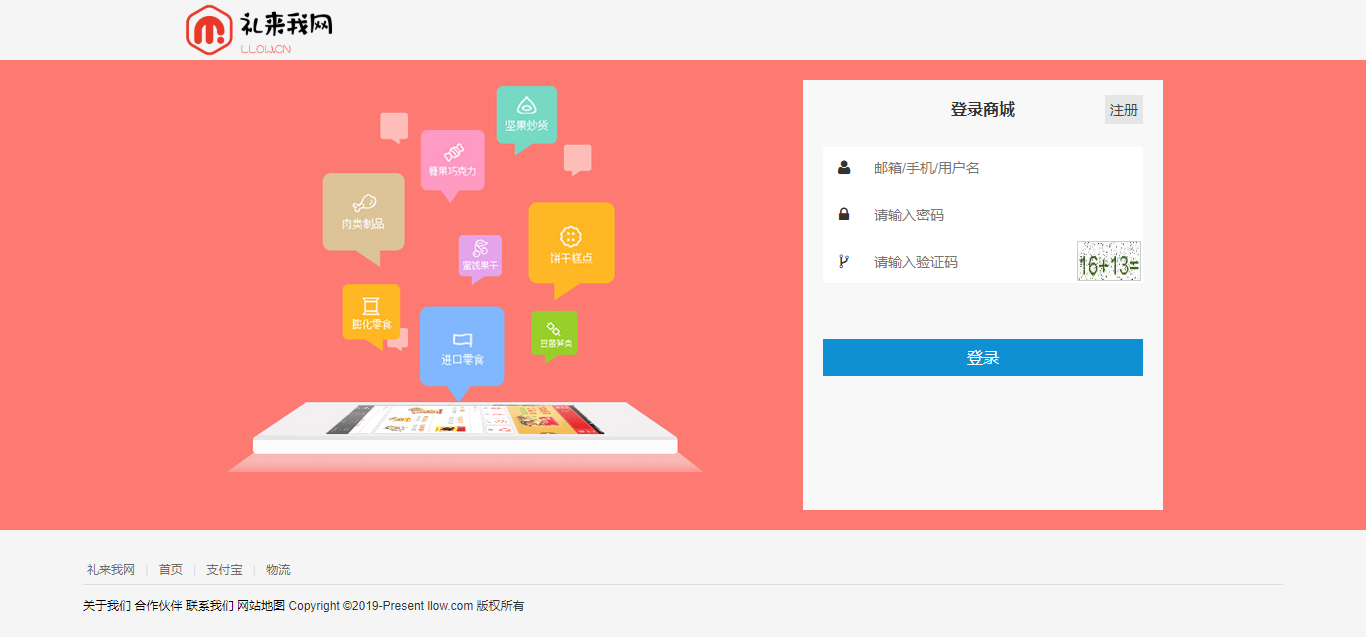 礼来我网
LLOW.CN
登录商城
注册
坚果炒货
糖果巧克力
肉类制品
蜜饯果干
饼干糕点
膨化零食
进口零食
豆菌笋类
邮箱/手机/用户名
请输入密码
请输入验证码
16+13=
登录
礼来我网 | 首页 | 支付宝 | 物流
关于我们 合作伙伴 联系我们 网站地图 Copyright ©2019-Present llow.com 版权所有